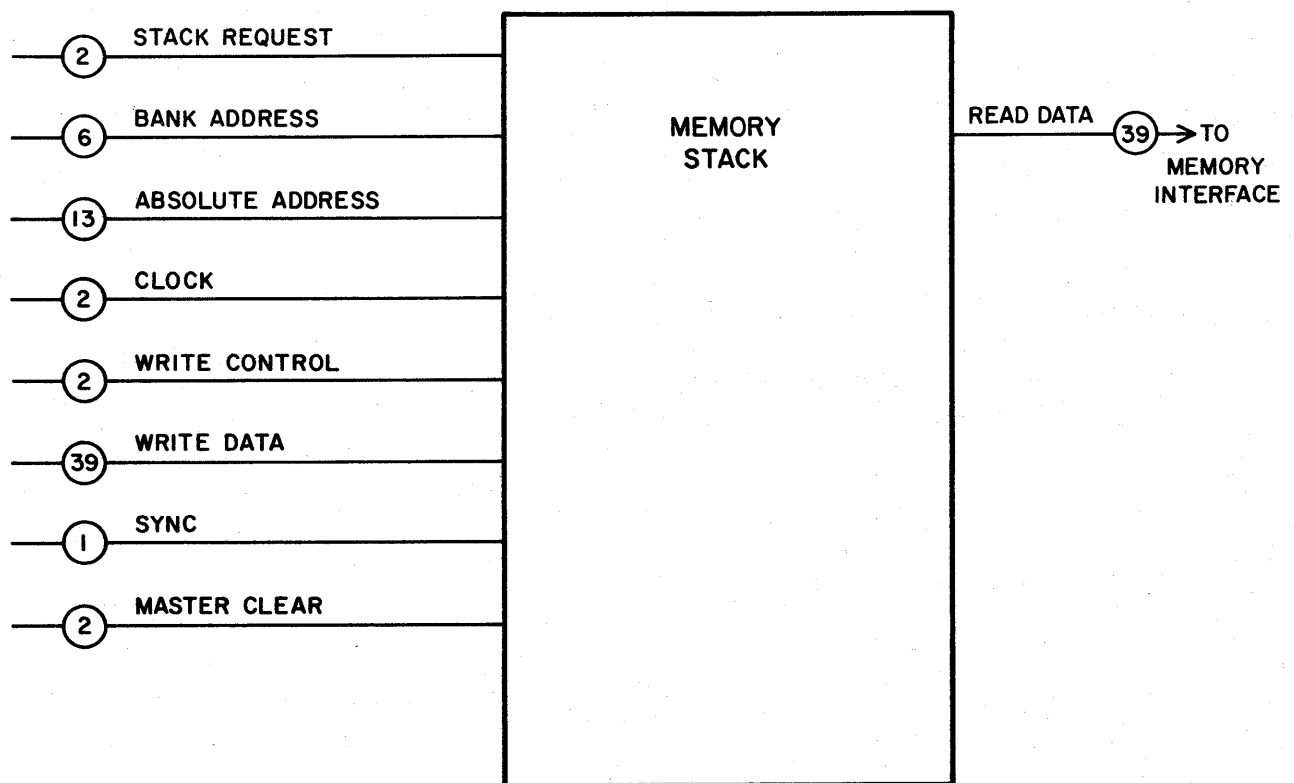 STACK REQUEST
2
BANK ADDRESS
6
ABSOLUTE ADDRESS
13
CLOCK
2
WRITE CONTROL
2
WRITE DATA
39
SYNC
1
MASTER CLEAR
2
MEMORY
STACK
READ DATA
39
TO
MEMORY
INTERFACE